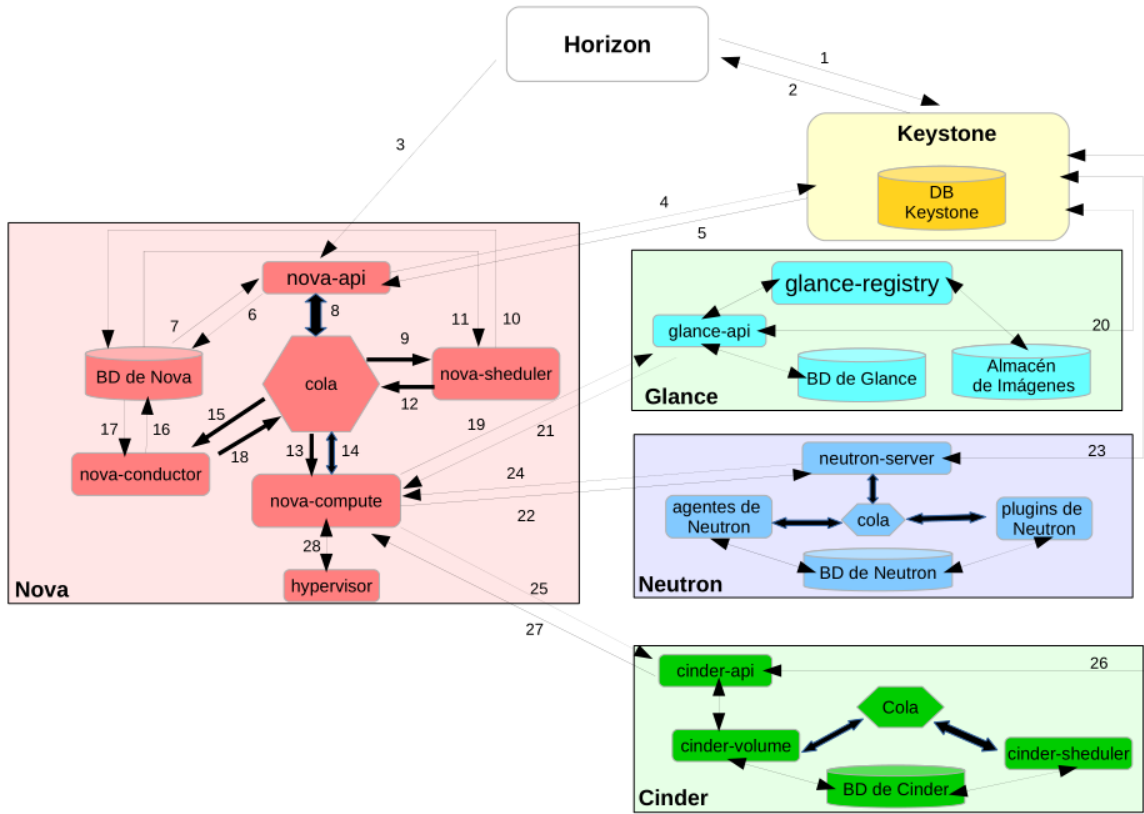 Horizon
1
2
Keystone
3
DB
Keystone
4
5
nova-api
glance-registry
7
6
8
11
10
20
9
glance-api
BD de Nova
cola
nova-sheduler
BD de Glance
Almacén
de Imágenes
12
Glance
15
19
21
17
16
18
13
14
23
neutron-server
nova-conductor
24
nova-compute
22
agentes de
Neutron
cola
plugins de
Neutron
28
BD de Neutron
hypervisor
Nova
25
Neutron
27
26
cinder-api
Cola
cinder-volume
cinder-sheduler
BD de Cinder
Cinder